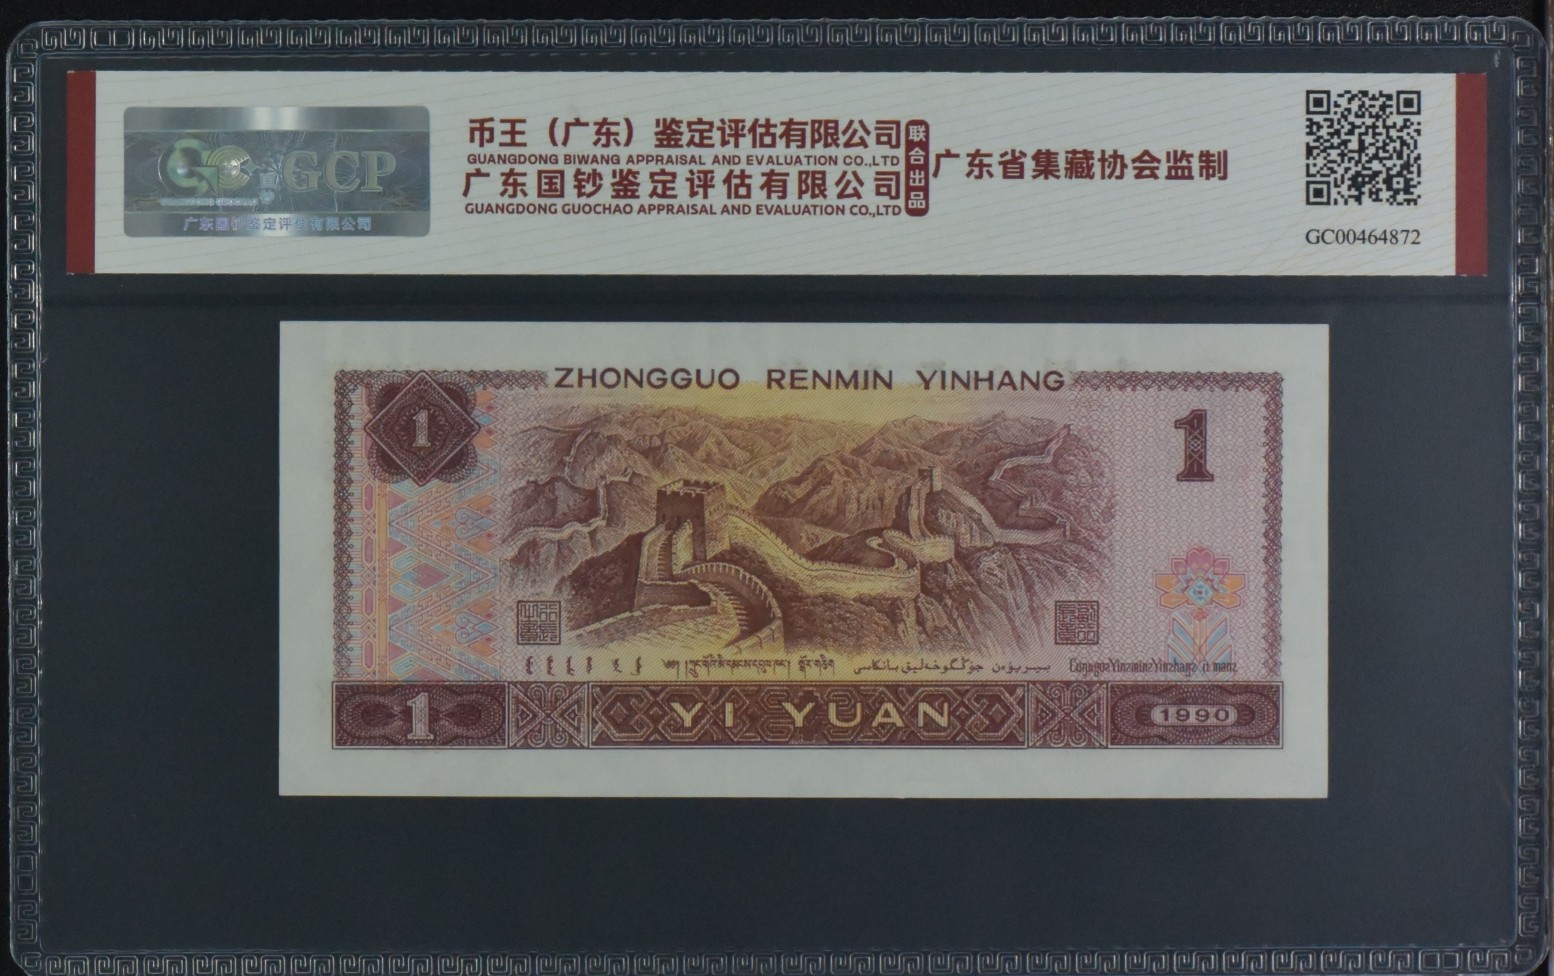 GCP
广东国钞鉴定评估有限公司
币王（广东）鉴定评估有限公司
GUANGDONG BIWANG APPRAISAL AND EVALUATION CO.,LTD
广东国钞鉴定评估有限公司
GUANGDONG GUOCHAO APPRAISAL AND EVALUATION CO.,LTD
联合出品
广东省集藏协会监制
GC00464872
ZHONGGUO RENMIN YINHANG
1
1
1
YI YUAN
1990